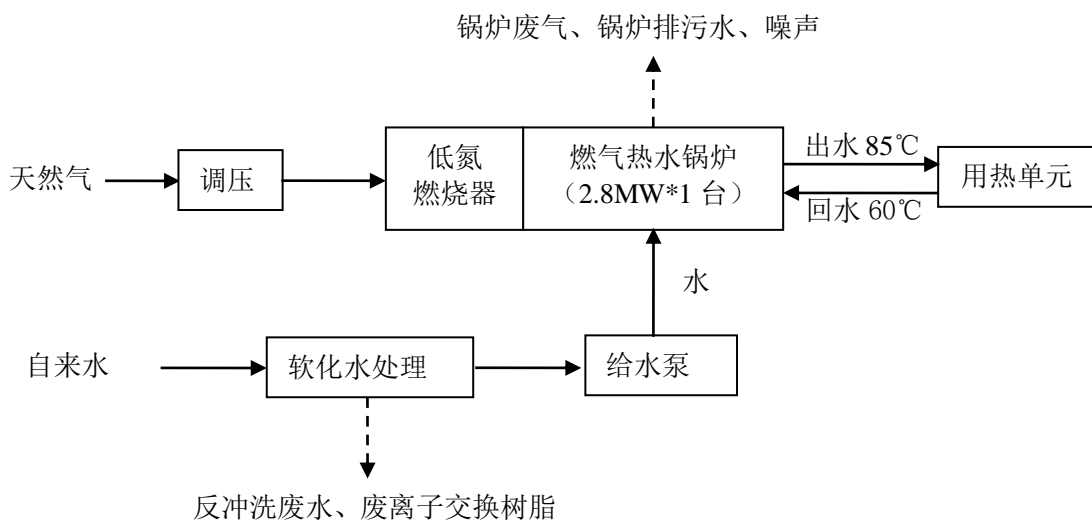 锅炉废气、锅炉排污水、噪声
天然气
调压
低氮
燃烧器
燃气热水锅炉
（2.8MW*1 台）
出水 85℃
回水 60℃
用热单元
水
自来水
软化水处理
给水泵
反冲洗废水、废离子交换树脂